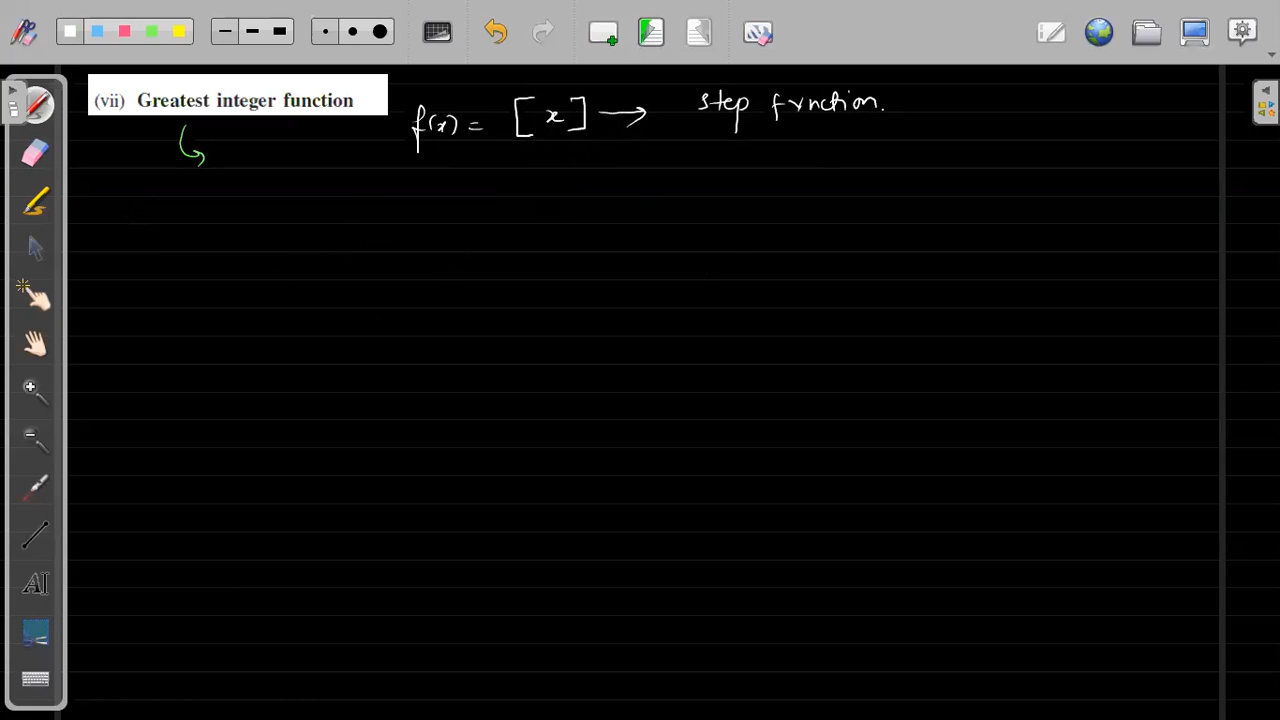 (vii) Greatest integer function f(x) = [x] → step function.